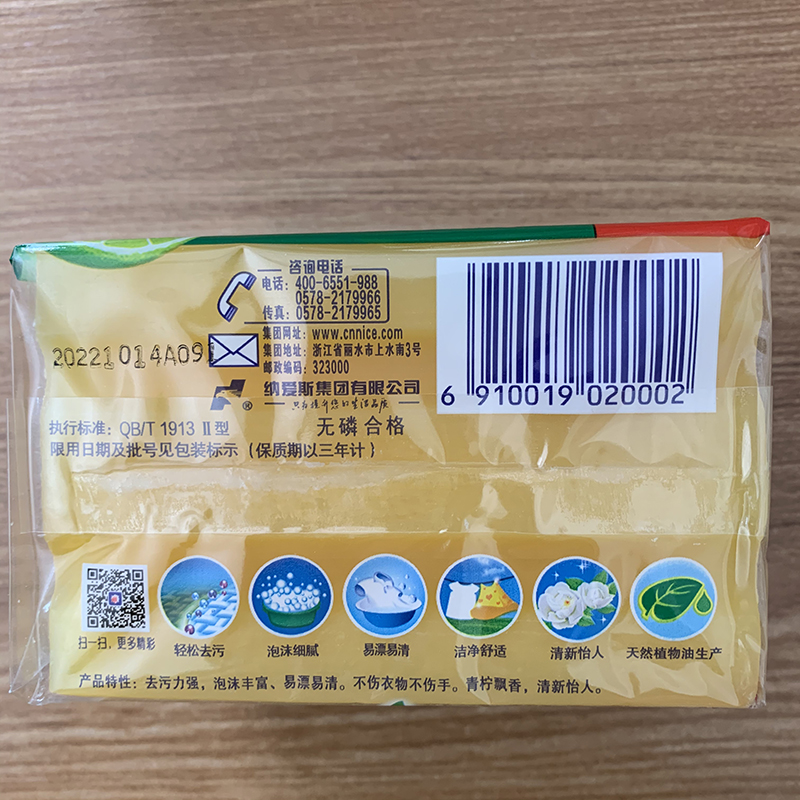 咨询电话
电话：400-6551-988
0578-2179966
传真：0578-2179965
集团网址：www.cnnice.com
集团地址：浙江省丽水市上水南3号
邮政编码：323000
20221014A09
纳爱斯集团有限公司
®
只为提升您的生活品质
6 910019 020002
执行标准：QB/T 1913 Ⅱ型
无磷合格
限用日期及批号见包装标示（保质期以三年计）
扫一扫，更多精彩
轻松去污
泡沫细腻
易漂易清
洁净舒适
清新怡人
天然植物油生产
产品特性：去污力强，泡沫丰富、易漂易清。不伤衣物不伤手。青柠飘香，清新怡人。